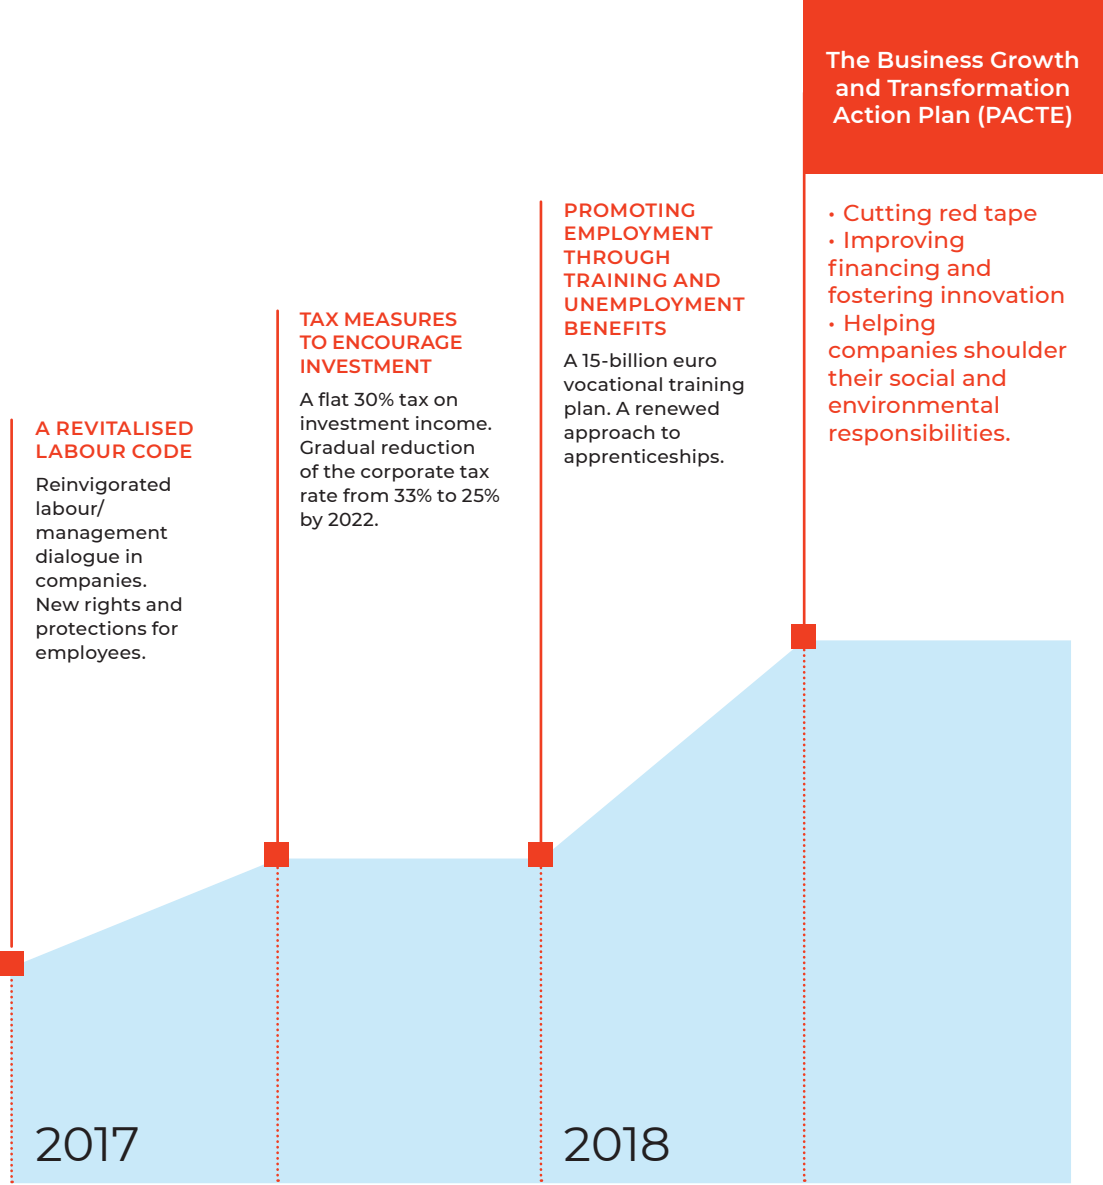 The Business Growth
and Transformation
Action Plan (PACTE)
• Cutting red tape
• Improving
financing and
fostering innovation
• Helping
companies shoulder
their social and
environmental
responsibilities.
PROMOTING
EMPLOYMENT
THROUGH
TRAINING AND
UNEMPLOYMENT
BENEFITS
A 15-billion euro
vocational training
plan. A renewed
approach to
apprenticeships.
TAX MEASURES
TO ENCOURAGE
INVESTMENT
A flat 30% tax on
investment income.
Gradual reduction
of the corporate tax
rate from 33% to 25%
by 2022.
A REVITALISED
LABOUR CODE
Reinvigorated
labour/
management
dialogue in
companies.
New rights and
protections for
employees.
2017
2018